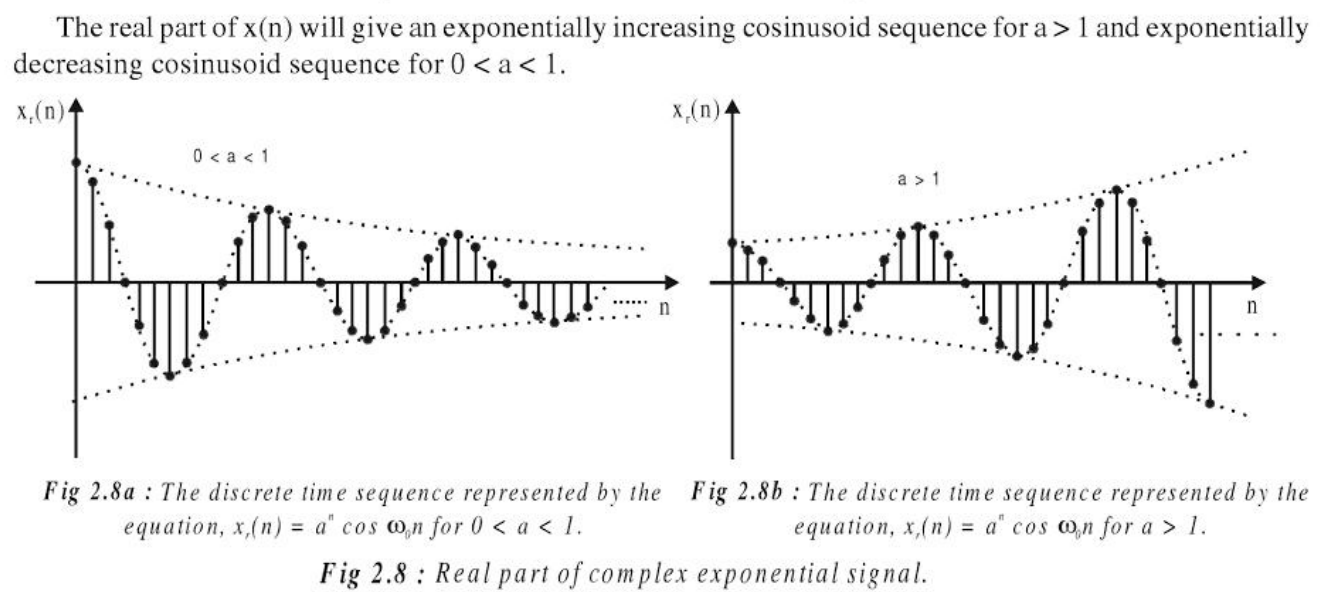 The real part of x(n) will give an exponentially increasing cosinusoid sequence for a > 1 and exponentially
decreasing cosinusoid sequence for 0 < a < 1.
xᵣ(n)
0 < a < 1
n
xᵣ(n)
a > 1
n
Fig 2.8a : The discrete time sequence represented by the
equation, xᵣ(n) = aⁿ cos ω₀n for 0 < a < 1.
Fig 2.8b : The discrete time sequence represented by the
equation, xᵣ(n) = aⁿ cos ω₀n for a > 1.
Fig 2.8 : Real part of complex exponential signal.